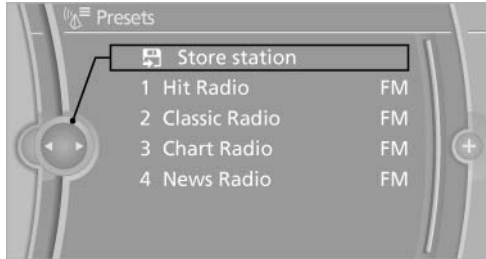 Presets
Store station
1 Hit Radio FM
2 Classic Radio FM
3 Chart Radio FM
4 News Radio FM